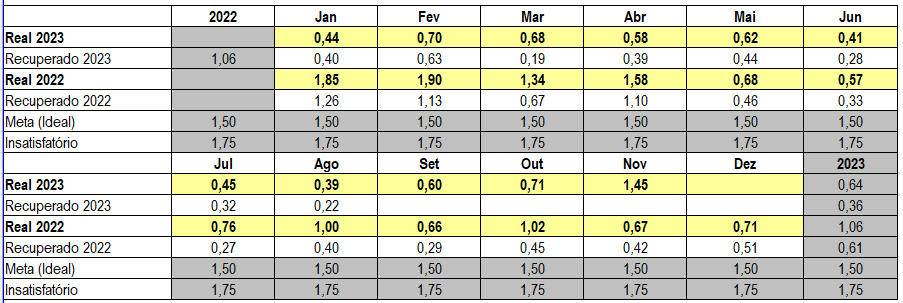 2022 Jan Fev Mar Abr Mai Jun
Real 2023 0,44 0,70 0,68 0,58 0,62 0,41
Recuperado 2023 1,06 0,40 0,63 0,19 0,39 0,44 0,28
Real 2022 1,85 1,90 1,34 1,58 0,68 0,57
Recuperado 2022 1,26 1,13 0,67 1,10 0,46 0,33
Meta (Ideal) 1,50 1,50 1,50 1,50 1,50 1,50 1,50
Insatisfatório 1,75 1,75 1,75 1,75 1,75 1,75 1,75
Jul Ago Set Out Nov Dez 2023
Real 2023 0,45 0,39 0,60 0,71 1,45 0,64
Recuperado 2023 0,32 0,22 0,36
Real 2022 0,76 1,00 0,66 1,02 0,67 0,71 1,06
Recuperado 2022 0,27 0,40 0,29 0,45 0,42 0,51 0,61
Meta (Ideal) 1,50 1,50 1,50 1,50 1,50 1,50 1,50
Insatisfatório 1,75 1,75 1,75 1,75 1,75 1,75 1,75